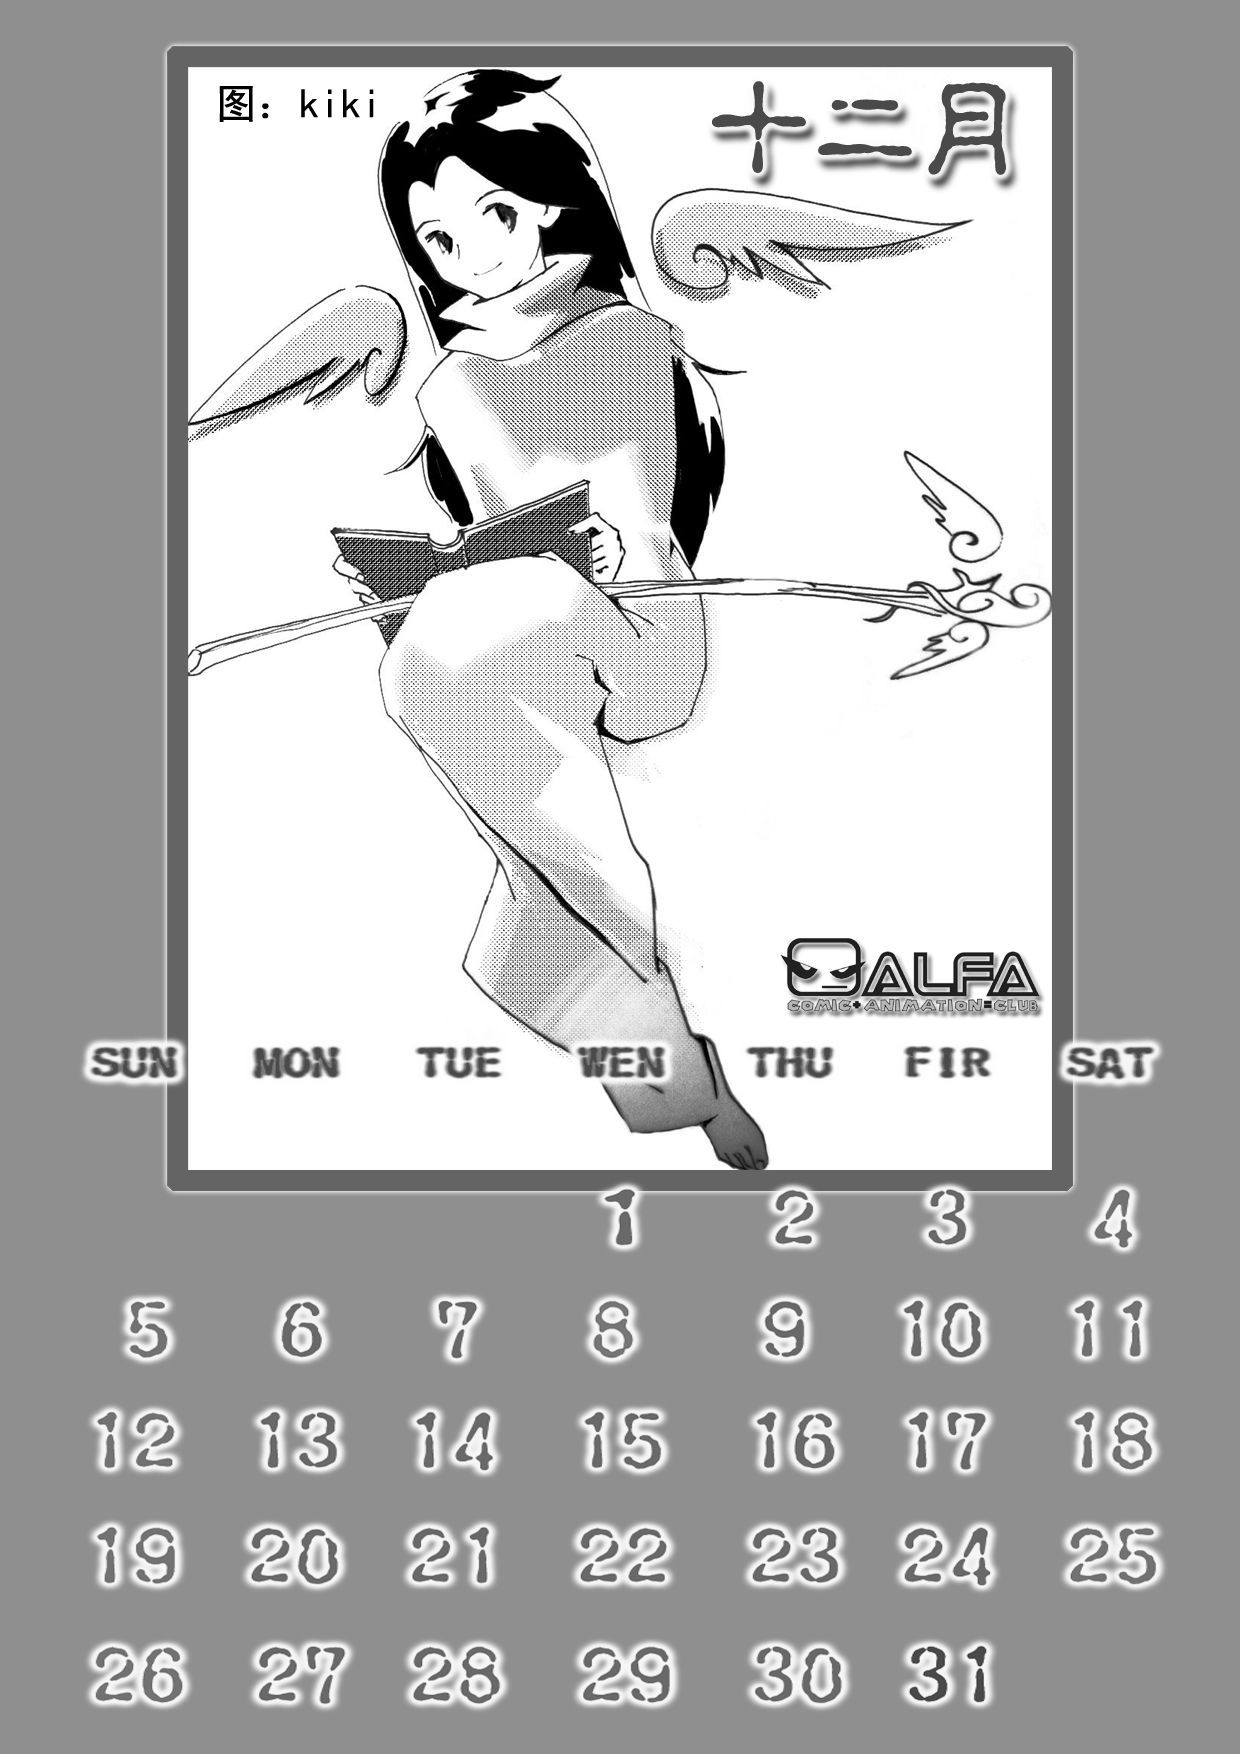 图：kiki
十二月
ALFA
COMIC+ANIMATION=CLUB
SUN MON TUE WEN THU FIR SAT
1 2 3 4
5 6 7 8 9 10 11
12 13 14 15 16 17 18
19 20 21 22 23 24 25
26 27 28 29 30 31